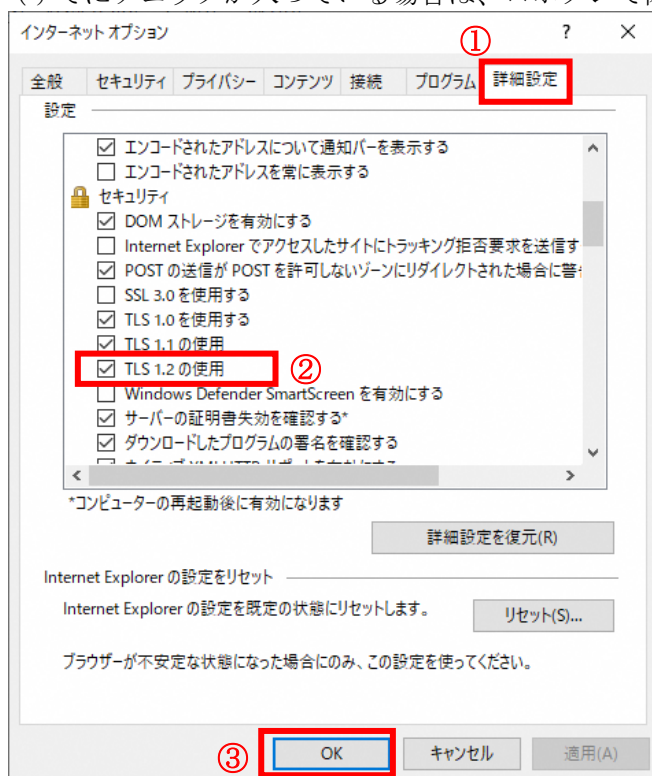 インターネット オプション
①
?
×
全般
セキュリティ
プライバシー
コンテンツ
接続
プログラム
詳細設定
設定
エンコードされたアドレスについて通知バーを表示する
エンコードされたアドレスを常に表示する
セキュリティ
DOM ストレージを有効にする
Internet Explorer でアクセスしたサイトにトラッキング拒否要求を送信す
POST の送信が POST を許可しないゾーンにリダイレクトされた場合に警
SSL 3.0 を使用する
TLS 1.0 を使用する
TLS 1.1 の使用
TLS 1.2 の使用
②
Windows Defender SmartScreen を有効にする
サーバーの証明書失効を確認する*
ダウンロードしたプログラムの署名を確認する
*コンピューターの再起動後に有効になります
詳細設定を復元(R)
Internet Explorer の設定をリセット
Internet Explorer の設定を既定の状態にリセットします。
リセット(S)...
ブラウザーが不安定な状態になった場合にのみ、この設定を使ってください。
③
OK
キャンセル
適用(A)